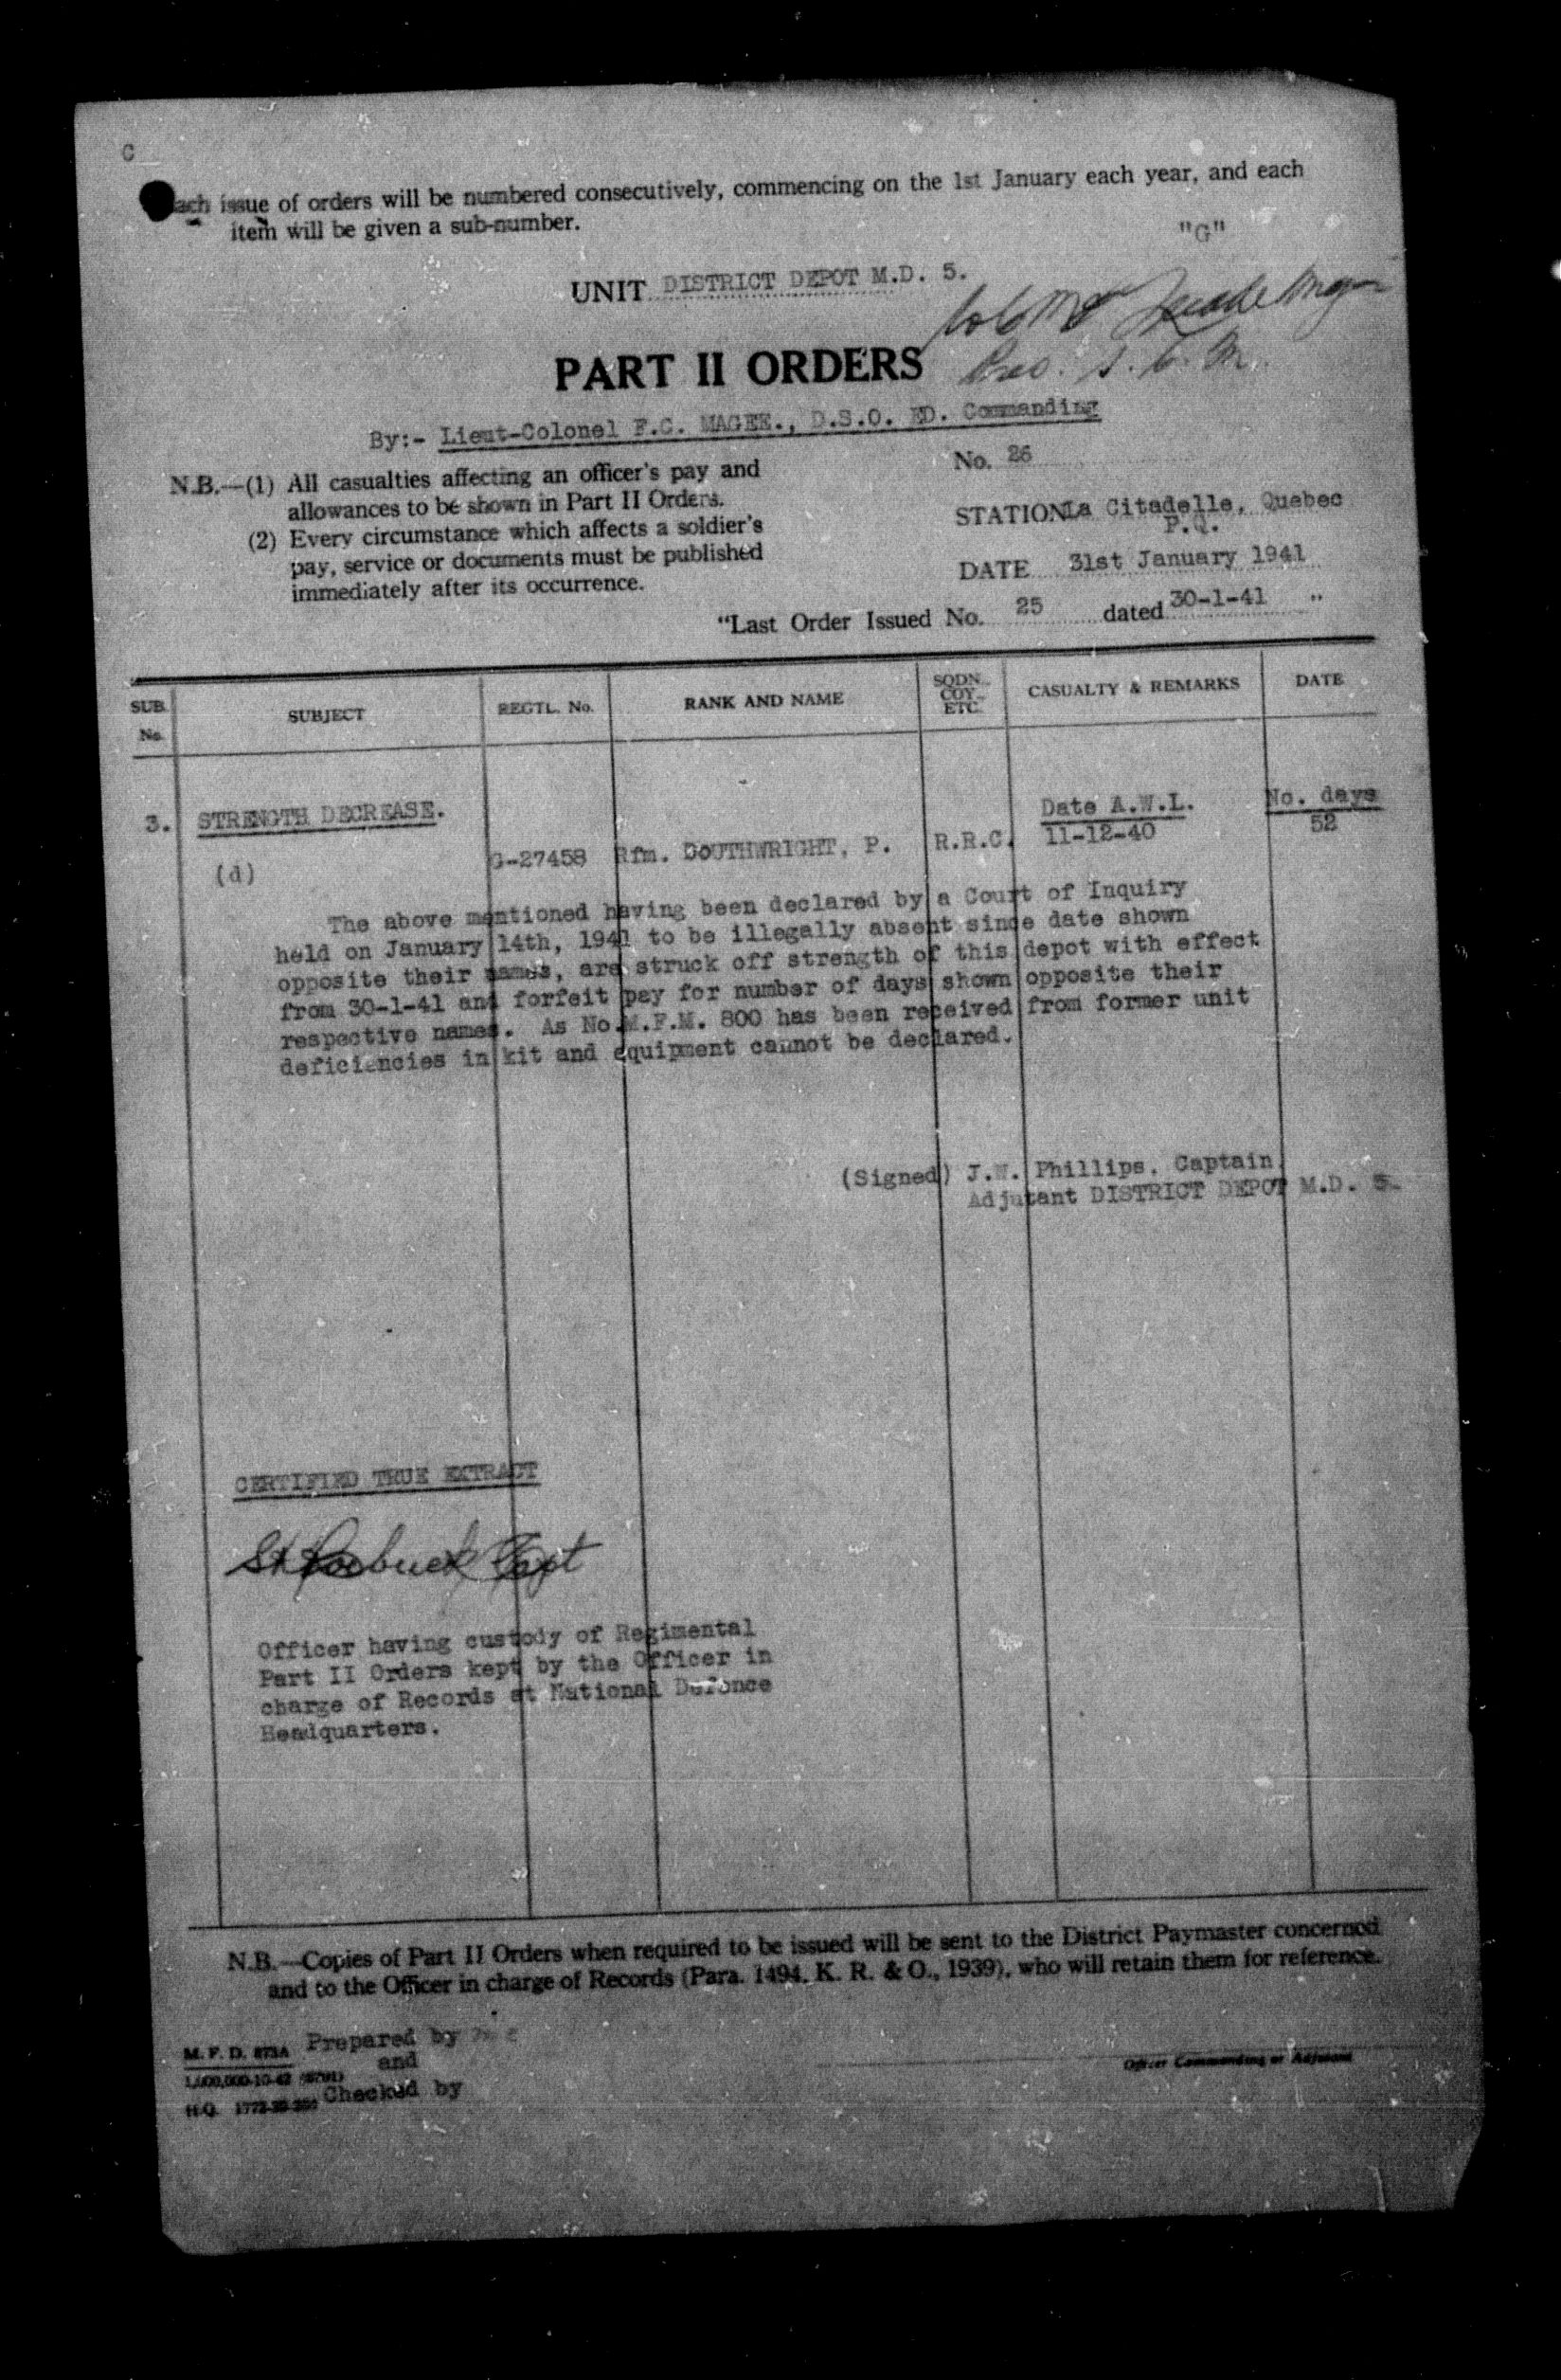 C
ach issue of orders will be numbered consecutively, commencing on the 1st January each year, and each
item will be given a sub-number.
"G"
UNIT DISTRICT DEPOT M.D. 5.
PART II ORDERS
By:- Lieut-Colonel F.C. MAGEE., D.S.O. ED. Commanding
N.B.—(1) All casualties affecting an officer's pay and
allowances to be shown in Part II Orders.
(2) Every circumstance which affects a soldier's
pay, service or documents must be published
immediately after its occurrence.
No. 26
STATION La Citadelle, Quebec
P.Q.
DATE 31st January 1941
"Last Order Issued No. 25 dated 30-1-41 "
SUB. No. SUBJECT REGTL. No. RANK AND NAME SQDN., COY., ETC. CASUALTY & REMARKS DATE
3. STRENGTH DECREASE. Date A.W.L. No. days
(d) G-27458 Rfm. DOUTHWRIGHT, P. R.R.C. 11-12-40 52
The above mentioned having been declared by a Court of Inquiry
held on January 14th, 1941 to be illegally absent since date shown
opposite their names, are struck off strength of this depot with effect
from 30-1-41 and forfeit pay for number of days shown opposite their
respective names. As No.M.F.M. 800 has been received from former unit
deficiencies in kit and equipment cannot be declared.
(Signed) J.W. Phillips. Captain.
Adjutant DISTRICT DEPOT M.D. 5.
CERTIFIED TRUE EXTRACT
Roebuck Capt
Officer having custody of Regimental
Part II Orders kept by the Officer in
charge of Records at National Defence
Headquarters.
N.B.—Copies of Part II Orders when required to be issued will be sent to the District Paymaster concerned
and to the Officer in charge of Records (Para. 1494, K. R. & O., 1939), who will retain them for reference.
M. F. D. 873A Prepared by
and
Officer Commanding or Adjutant
H.Q. Checked by